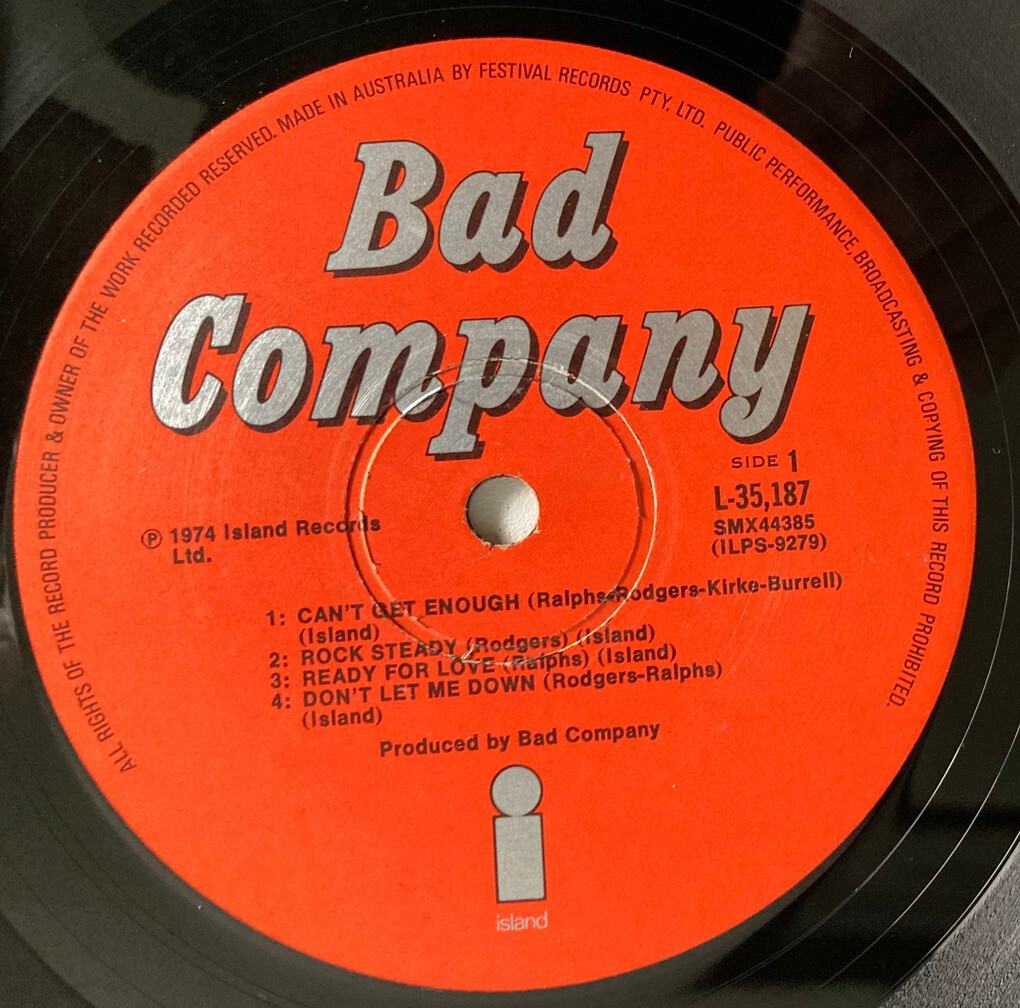 ALL RIGHTS OF THE RECORD PRODUCER & OWNER OF THE WORK RECORDED RESERVED. MADE IN AUSTRALIA BY FESTIVAL RECORDS PTY. LTD. PUBLIC PERFORMANCE, BROADCASTING & COPYING OF THIS RECORD PROHIBITED.
Bad
Company
SIDE 1
L-35,187
SMX44385
(ILPS-9279)
℗ 1974 Island Records
Ltd.
1: CAN'T GET ENOUGH (Ralphs-Rodgers-Kirke-Burrell)
(Island)
2: ROCK STEADY (Rodgers) (Island)
3: READY FOR LOVE (Ralphs) (Island)
4: DON'T LET ME DOWN (Rodgers-Ralphs)
(Island)
Produced by Bad Company
island